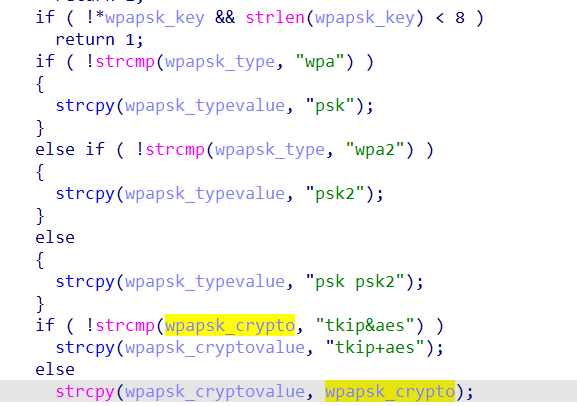 if ( !*wpapsk_key && strlen(wpapsk_key) < 8 )
return 1;
if ( !strcmp(wpapsk_type, "wpa") )
{
strcpy(wpapsk_typevalue, "psk");
}
else if ( !strcmp(wpapsk_type, "wpa2") )
{
strcpy(wpapsk_typevalue, "psk2");
}
else
{
strcpy(wpapsk_typevalue, "psk psk2");
}
if ( !strcmp(wpapsk_crypto, "tkip&aes") )
strcpy(wpapsk_cryptovalue, "tkip+aes");
else
strcpy(wpapsk_cryptovalue, wpapsk_crypto);